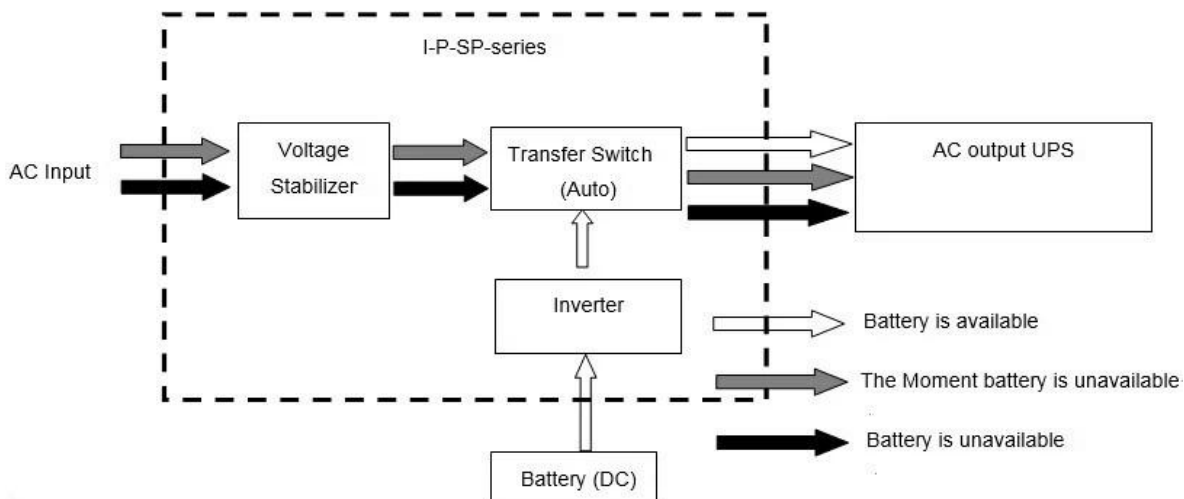 I-P-SP-series
AC Input
Voltage
Stabilizer
Transfer Switch
(Auto)
AC output UPS
Inverter
Battery (DC)
Battery is available
The Moment battery is unavailable
Battery is unavailable